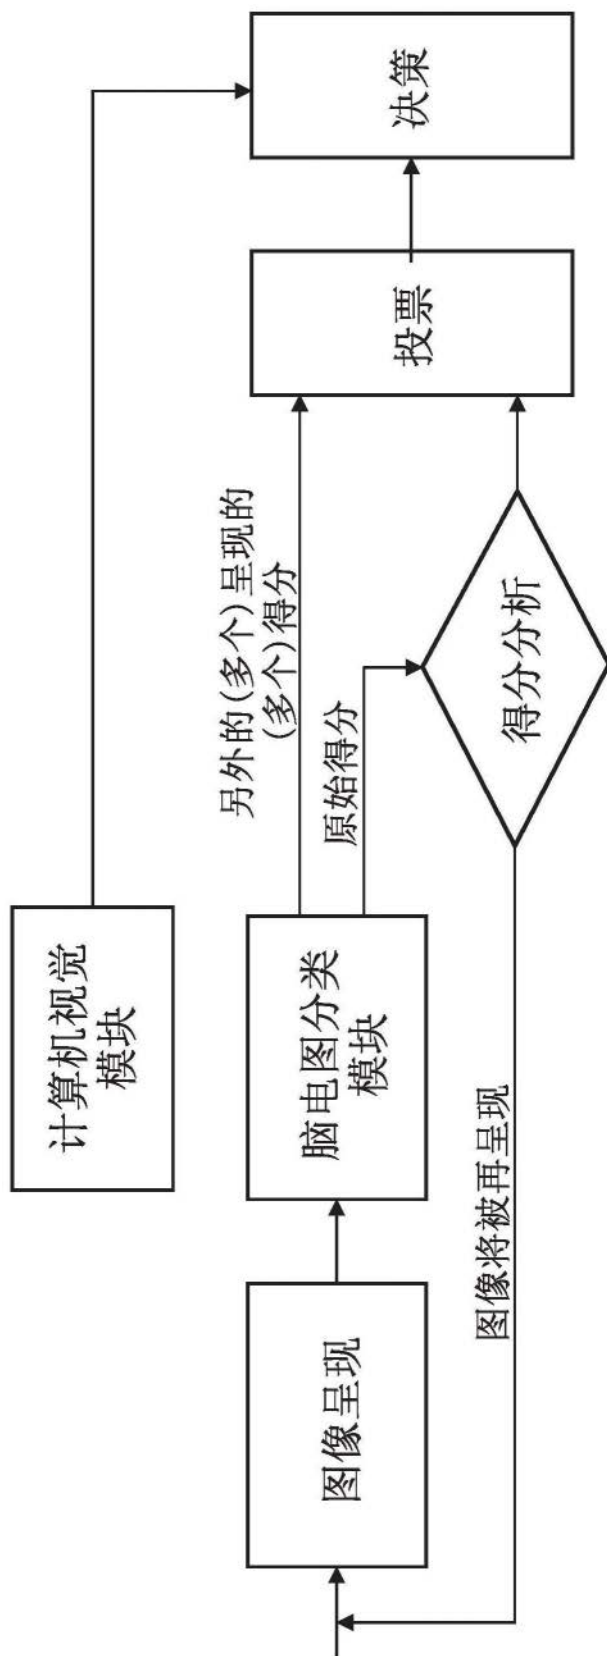 计算机视觉
模块
另外的(多个)呈现的
(多个)得分
原始得分
图像呈现
脑电图分类
模块
投票
决策
得分分析
图像将被再呈现